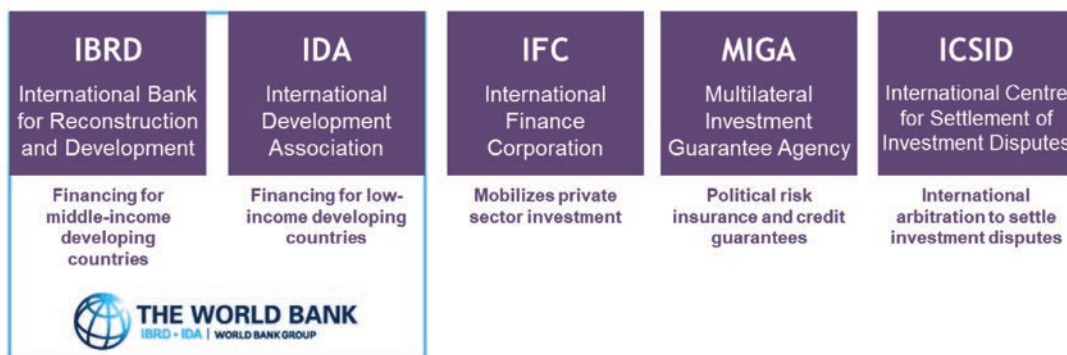 IBRD
International Bank
for Reconstruction
and Development
Financing for
middle-income
developing
countries
IDA
International
Development
Association
Financing for low-
income developing
countries
THE WORLD BANK
IBRD • IDA | WORLD BANK GROUP
IFC
International
Finance
Corporation
Mobilizes private
sector investment
MIGA
Multilateral
Investment
Guarantee Agency
Political risk
insurance and credit
guarantees
ICSID
International Centre
for Settlement of
Investment Disputes
International
arbitration to settle
investment disputes